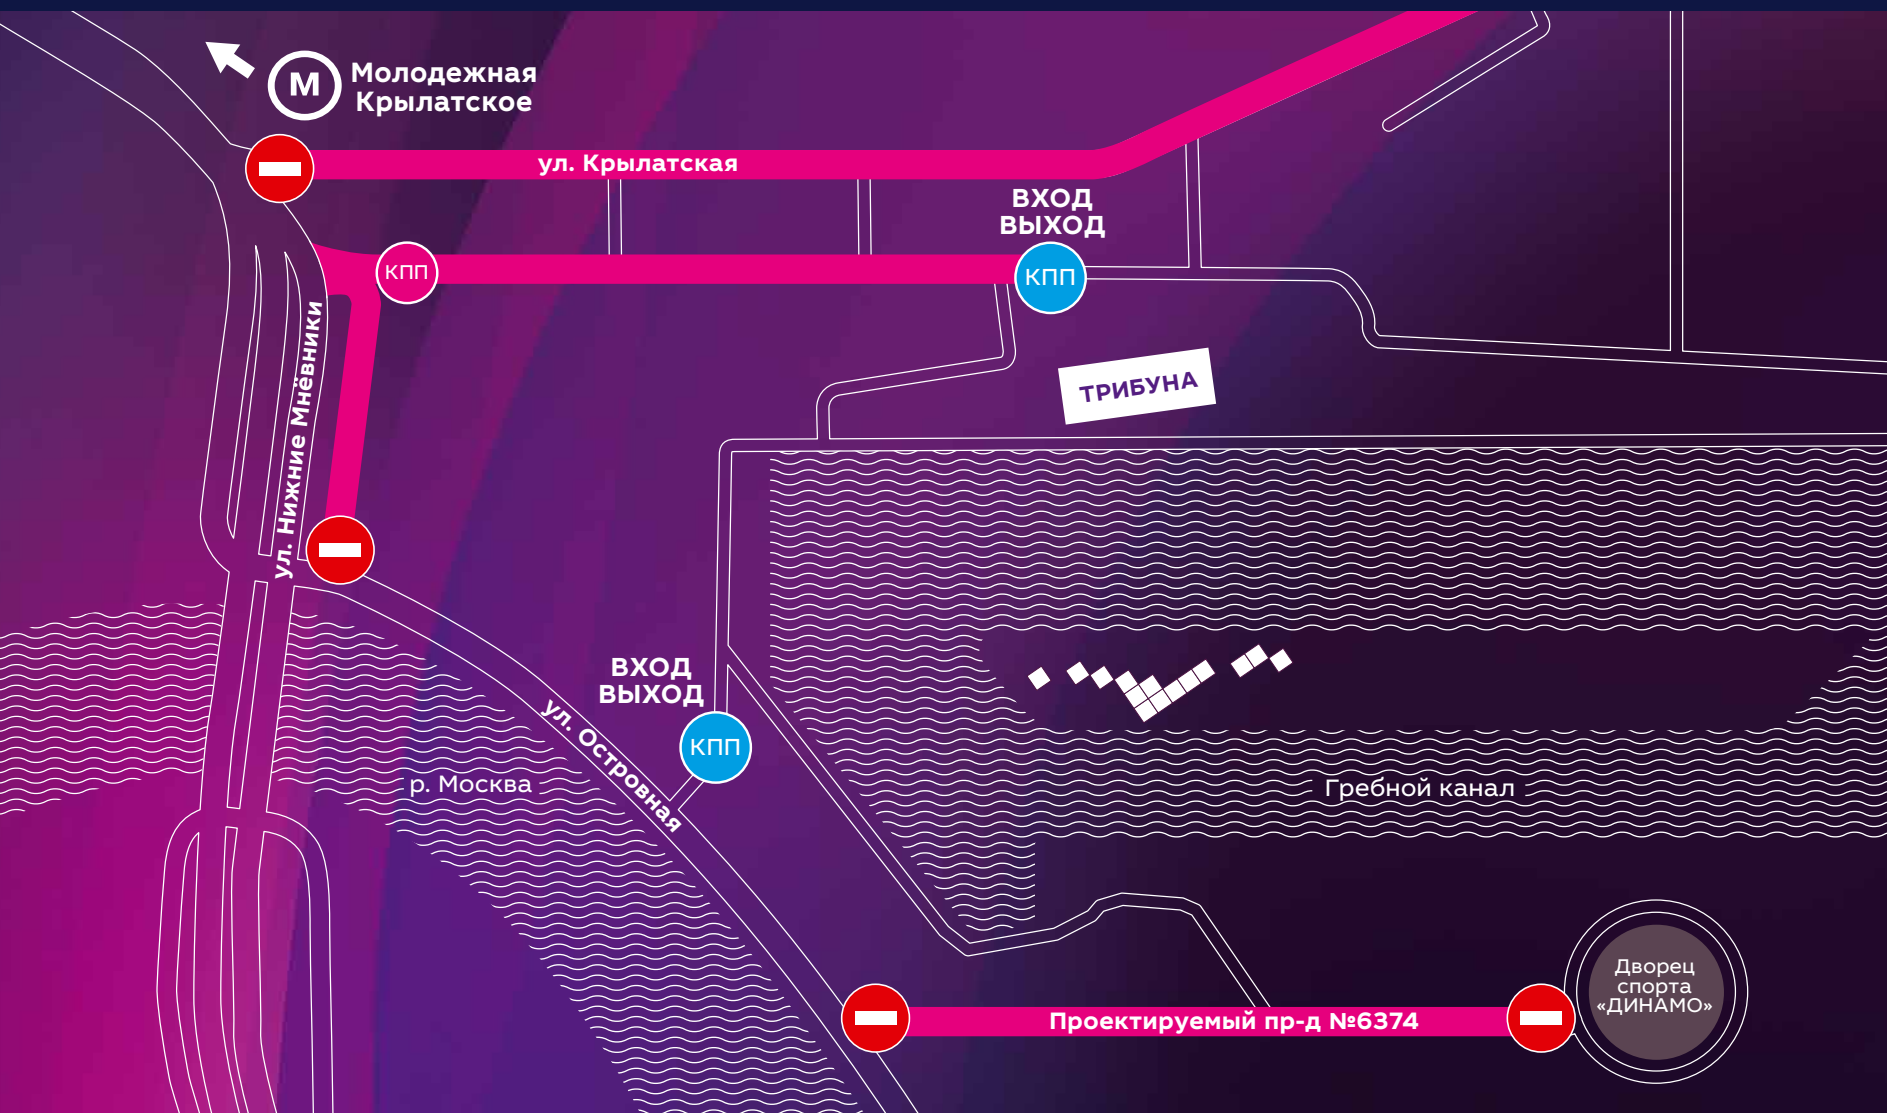 М
Молодежная
Крылатское
ул. Крылатская
ВХОД
ВЫХОД
КПП
КПП
ул. Нижние Мнёвники
ТРИБУНА
ВХОД
ВЫХОД
КПП
ул. Островная
р. Москва
Гребной канал
Дворец
спорта
«ДИНАМО»
Проектируемый пр-д №6374